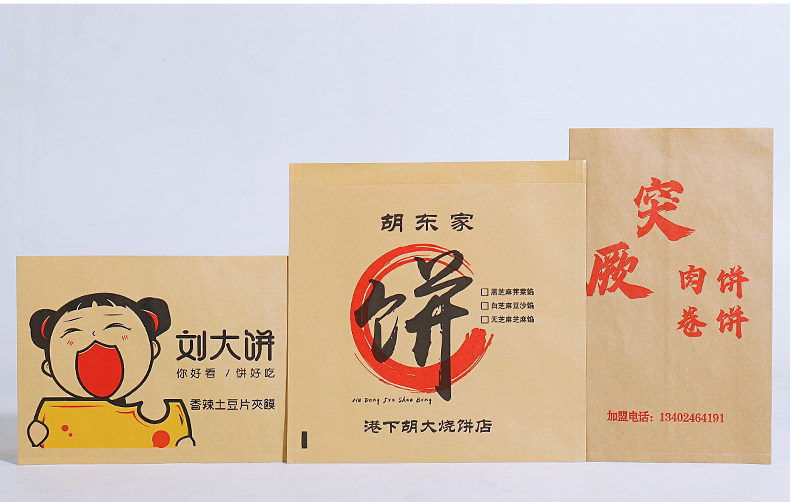 刘大饼
你好看 / 饼好吃
香辣土豆片夾饃
胡东家
饼
黑芝麻荠菜馅
白芝麻豆沙馅
无芝麻芝麻馅
Hu Dong Jia Shao Bing
港下胡大烧饼店
突
厥
肉饼
卷饼
加盟电话：13402464191